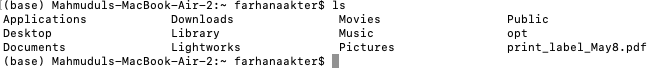 (base) Mahmuduls-MacBook-Air-2:~ farhanaakter$ ls
Applications Downloads Movies Public
Desktop Library Music opt
Documents Lightworks Pictures print_label_May8.pdf
(base) Mahmuduls-MacBook-Air-2:~ farhanaakter$